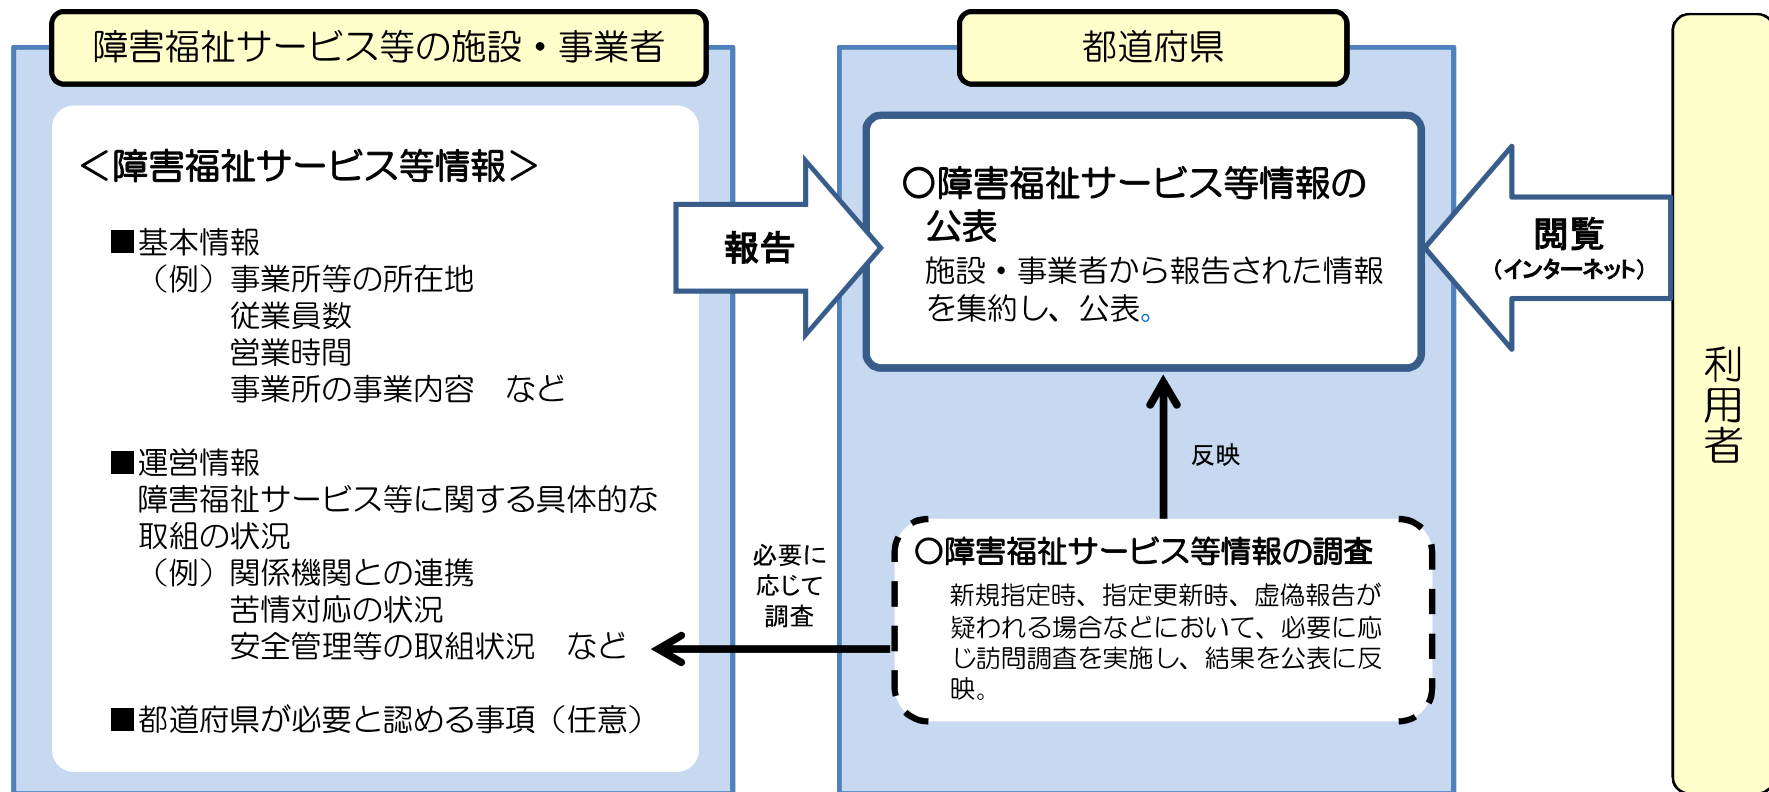 障害福祉サービス等の施設・事業者
＜障害福祉サービス等情報＞
■基本情報
（例）事業所等の所在地
従業員数
営業時間
事業所の事業内容　など
■運営情報
障害福祉サービス等に関する具体的な
取組の状況
（例）関係機関との連携
苦情対応の状況
安全管理等の取組状況　など
■都道府県が必要と認める事項（任意）
報告
必要に
応じて
調査
都道府県
○障害福祉サービス等情報の
公表
施設・事業者から報告された情報
を集約し、公表。
反映
○障害福祉サービス等情報の調査
新規指定時、指定更新時、虚偽報告が
疑われる場合などにおいて、必要に応
じ訪問調査を実施し、結果を公表に反
映。
閲覧
（インターネット）
利用者